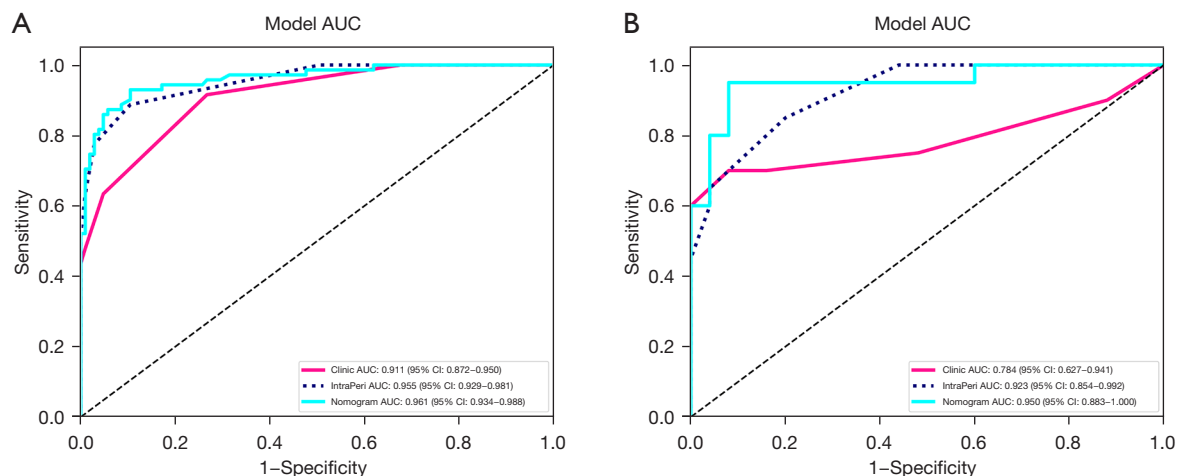 A
Model AUC
1.0
0.8
0.6
0.4
0.2
0.0
Sensitivity
Clinic AUC: 0.911 (95% CI: 0.872–0.950)
IntraPeri AUC: 0.955 (95% CI: 0.929–0.981)
Nomogram AUC: 0.961 (95% CI: 0.934–0.988)
0.0 0.2 0.4 0.6 0.8 1.0
1–Specificity
B
Model AUC
1.0
0.8
0.6
0.4
0.2
0.0
Sensitivity
Clinic AUC: 0.784 (95% CI: 0.627–0.941)
IntraPeri AUC: 0.923 (95% CI: 0.854–0.992)
Nomogram AUC: 0.950 (95% CI: 0.883–1.000)
0.0 0.2 0.4 0.6 0.8 1.0
1–Specificity